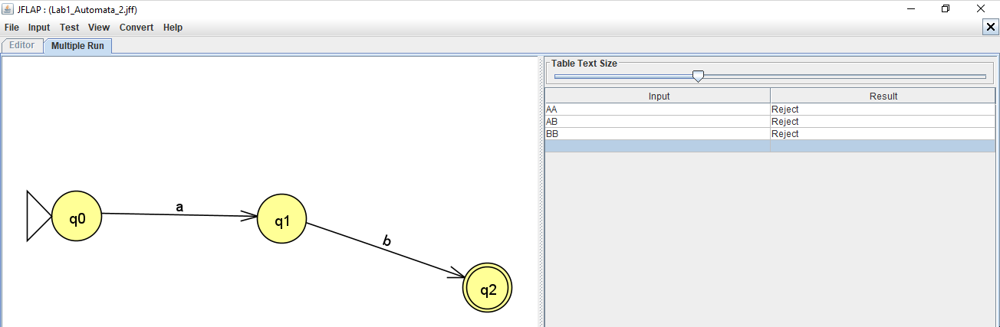 JFLAP : (Lab1_Automata_2.jff)
File Input Test View Convert Help
Editor Multiple Run
Table Text Size
Input Result
AA Reject
AB Reject
BB Reject
a
b
q0
q1
q2